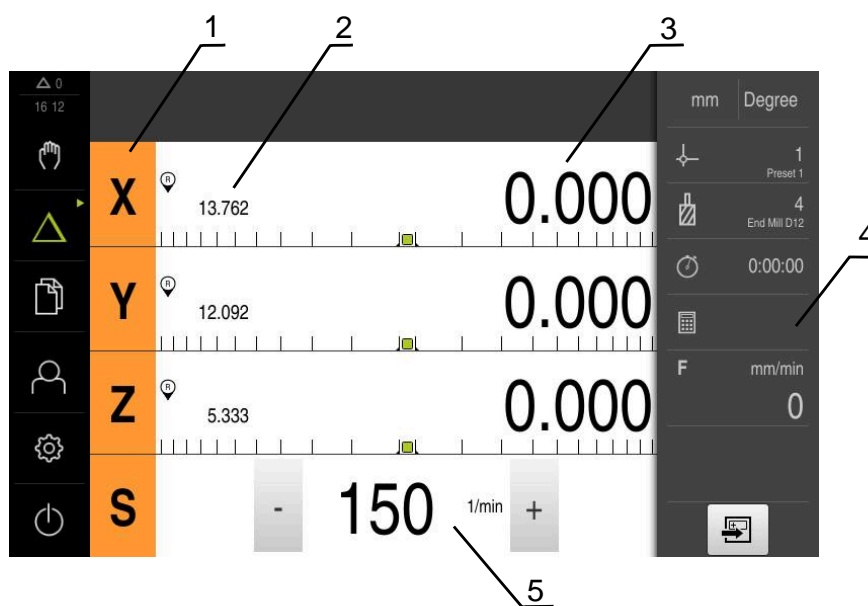 1 2 3
0
16 12
mm Degree
X R 13.762 0.000
1
Preset 1
4
End Mill D12
4
0:00:00
Y R 12.092 0.000
F mm/min
0
Z R 5.333 0.000
S - 150 1/min +
5